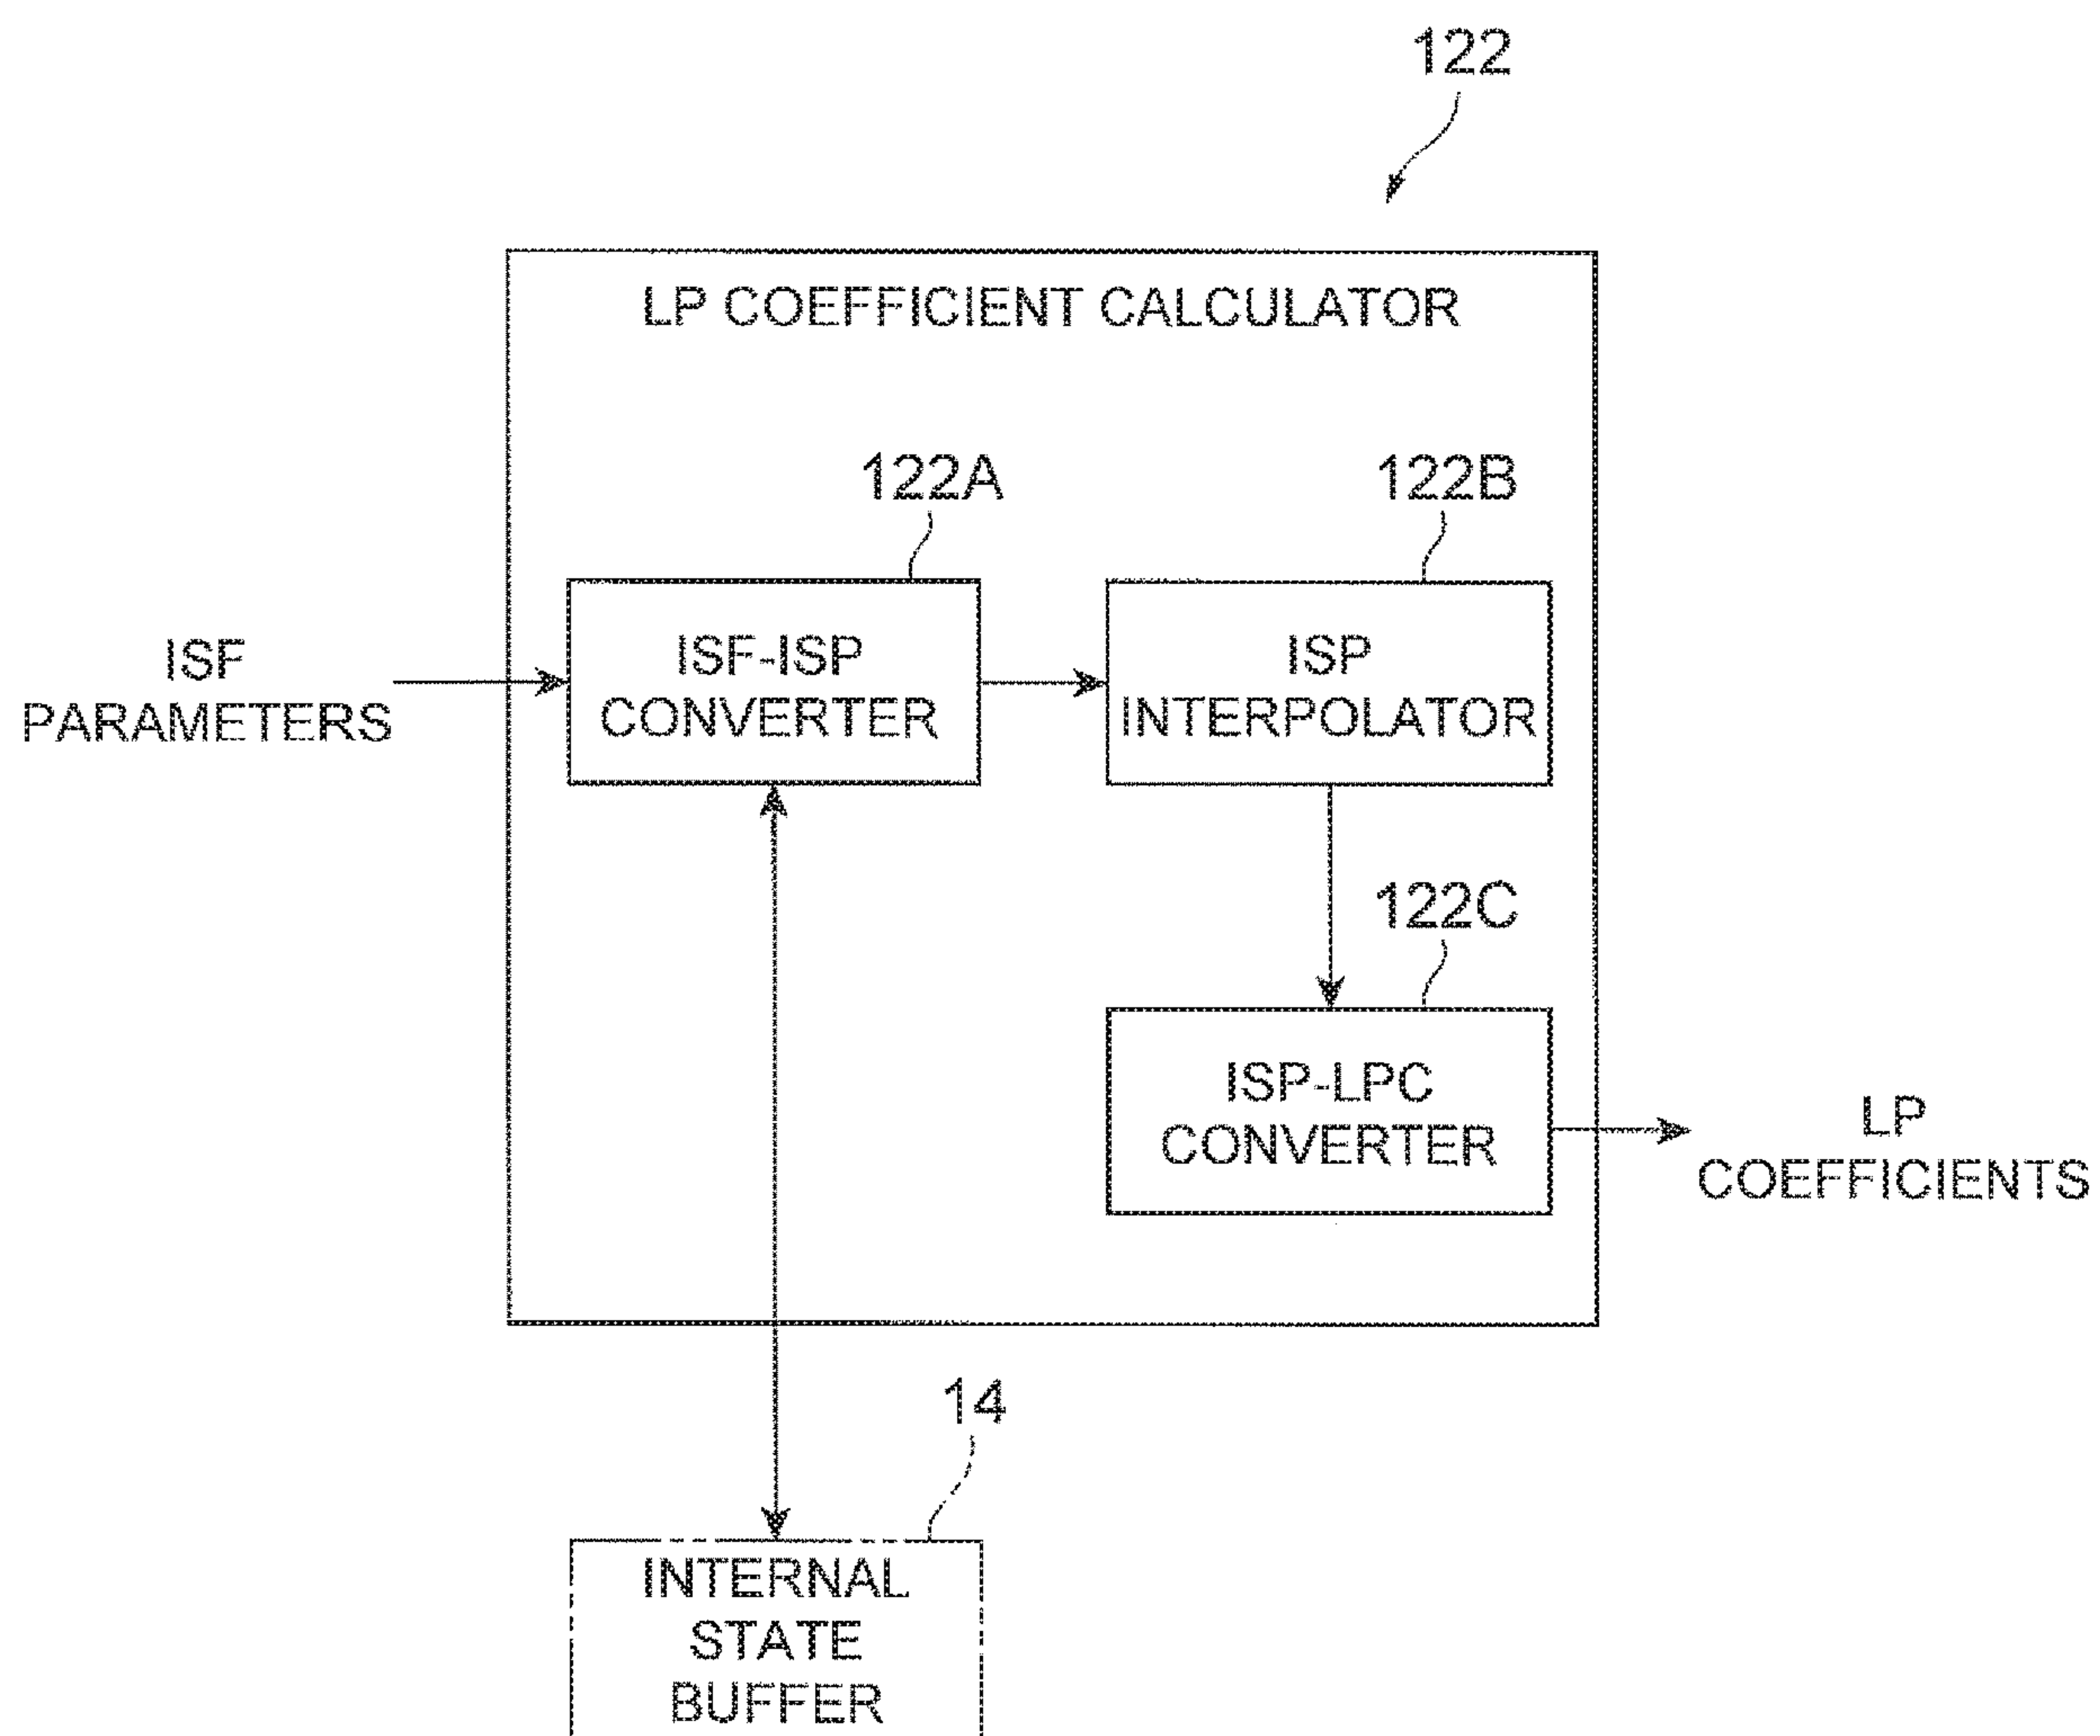 122
LP COEFFICIENT CALCULATOR
122A
122B
ISF
PARAMETERS
ISF-ISP
CONVERTER
ISP
INTERPOLATOR
122C
ISP-LPC
CONVERTER
LP
COEFFICIENTS
14
INTERNAL
STATE
BUFFER